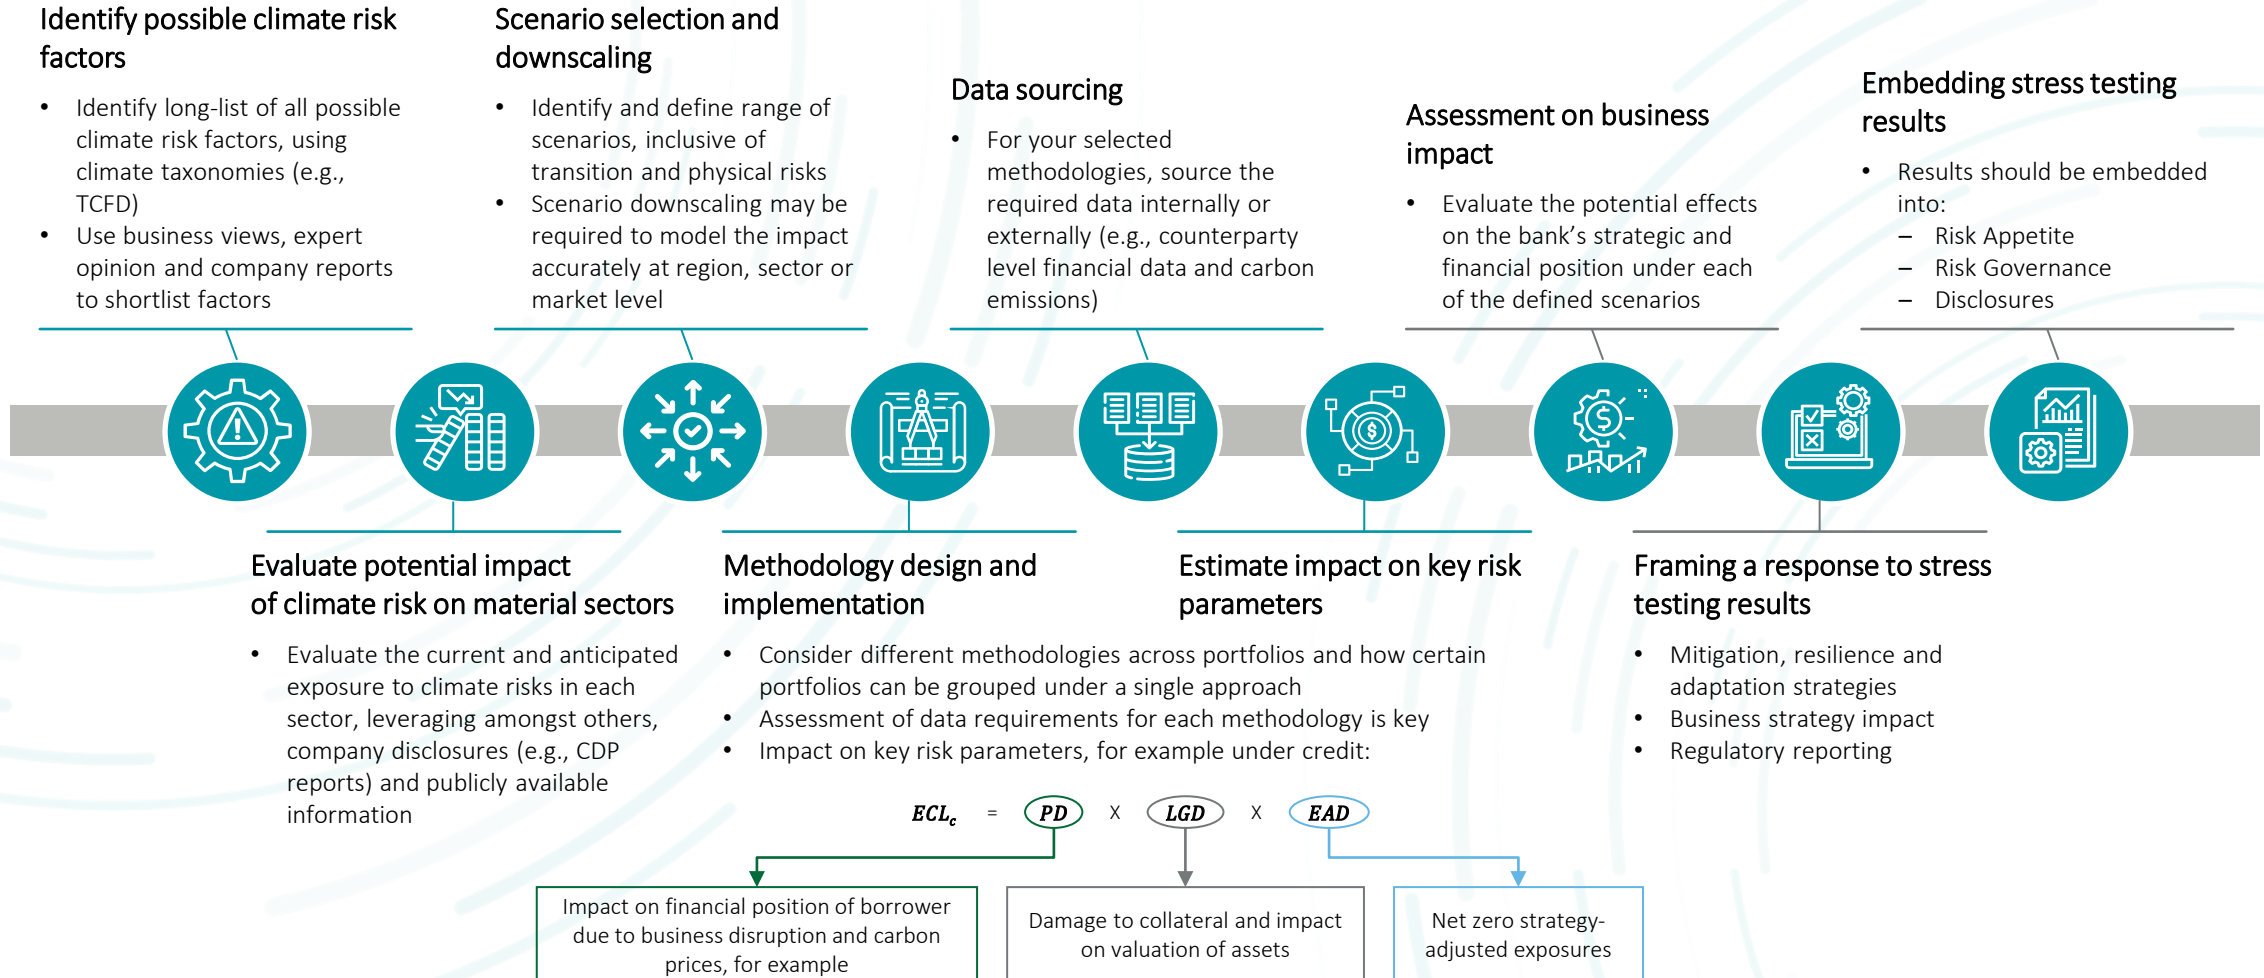 Identify possible climate risk
factors
• Identify long-list of all possible
climate risk factors, using
climate taxonomies (e.g.,
TCFD)
• Use business views, expert
opinion and company reports
to shortlist factors
Scenario selection and
downscaling
• Identify and define range of
scenarios, inclusive of
transition and physical risks
• Scenario downscaling may be
required to model the impact
accurately at region, sector or
market level
Data sourcing
• For your selected
methodologies, source the
required data internally or
externally (e.g., counterparty
level financial data and carbon
emissions)
Assessment on business
impact
• Evaluate the potential effects
on the bank’s strategic and
financial position under each
of the defined scenarios
Embedding stress testing
results
• Results should be embedded
into:
– Risk Appetite
– Risk Governance
– Disclosures
Evaluate potential impact
of climate risk on material sectors
• Evaluate the current and anticipated
exposure to climate risks in each
sector, leveraging amongst others,
company disclosures (e.g., CDP
reports) and publicly available
information
Methodology design and
implementation
Estimate impact on key risk
parameters
• Consider different methodologies across portfolios and how certain
portfolios can be grouped under a single approach
• Assessment of data requirements for each methodology is key
• Impact on key risk parameters, for example under credit:
ECLc = PD X LGD X EAD
Impact on financial position of borrower
due to business disruption and carbon
prices, for example
Damage to collateral and impact
on valuation of assets
Net zero strategy-
adjusted exposures
Framing a response to stress
testing results
• Mitigation, resilience and
adaptation strategies
• Business strategy impact
• Regulatory reporting